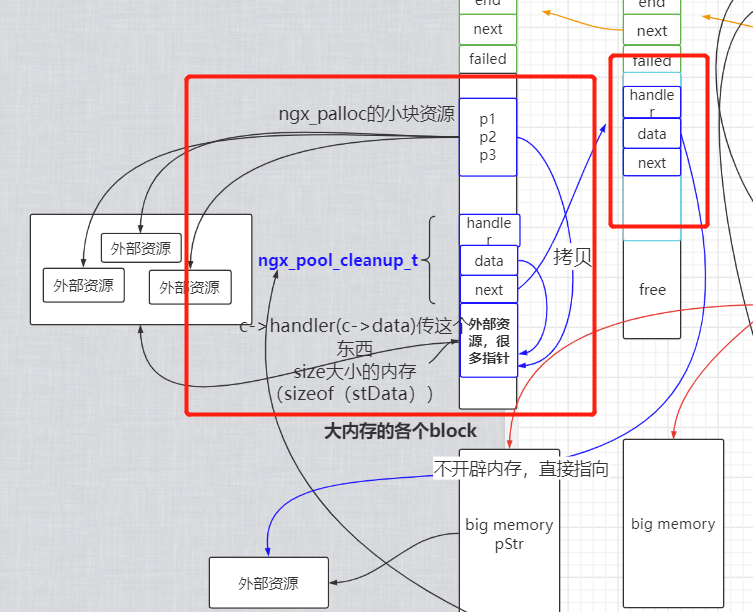 end
next
failed
end
next
failed
ngx_palloc的小块资源
p1
p2
p3
handle
r
data
next
外部资源
外部资源
外部资源
ngx_pool_cleanup_t
handle
r
data
next
拷贝
free
c->handler(c->data)传这个
东西
size大小的内存
（sizeof（stData））
外部资
源，很
多指针
大内存的各个block
不开辟内存，直接指向
big memory
pStr
big memory
外部资源